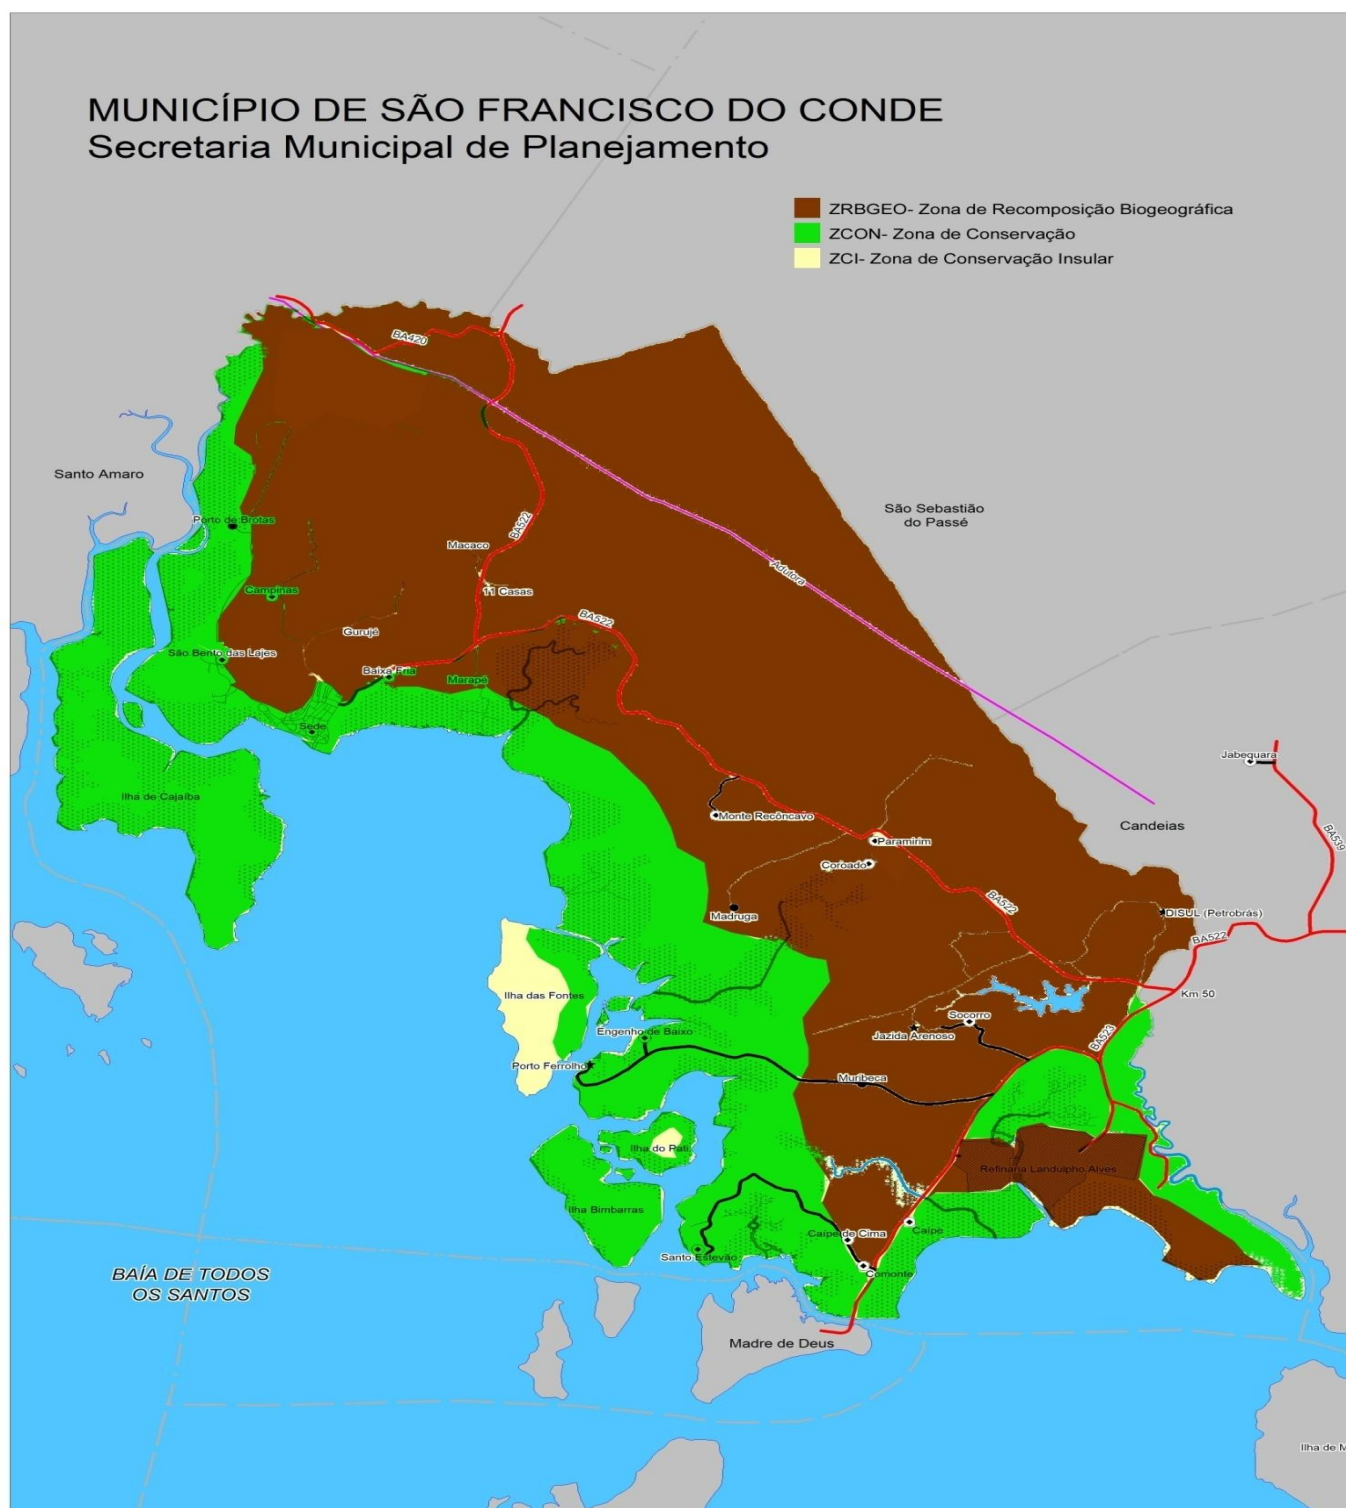 MUNICÍPIO DE SÃO FRANCISCO DO CONDE
Secretaria Municipal de Planejamento
ZRBGEO- Zona de Recomposição Biogeográfica
ZCON- Zona de Conservação
ZCI- Zona de Conservação Insular
BA420
Santo Amaro
São Sebastião
do Passé
Porto de Brotas
BA522
Macaco
Adutora
Campinas
11 Casas
BA522
Gurujé
São Bento das Lajes
Baixa Fria
Marapé
Sede
Jabequara
Ilha de Cajaíba
Monte Recôncavo
Candeias
BA539
Paramirim
Coroado
BA522
Madruga
DISUL (Petrobrás)
BA522
Ilha das Fontes
Km 50
Socorro
Engenho de Baixo
Jazida Arenoso
BA523
Porto Ferrolho
Muribeca
Ilha do Pati
Refinaria Landulpho Alves
Ilha Bimbarras
Caípe
Caípe de Cima
Santo Estevão
Comonte
BAÍA DE TODOS
OS SANTOS
Madre de Deus
Ilha de M